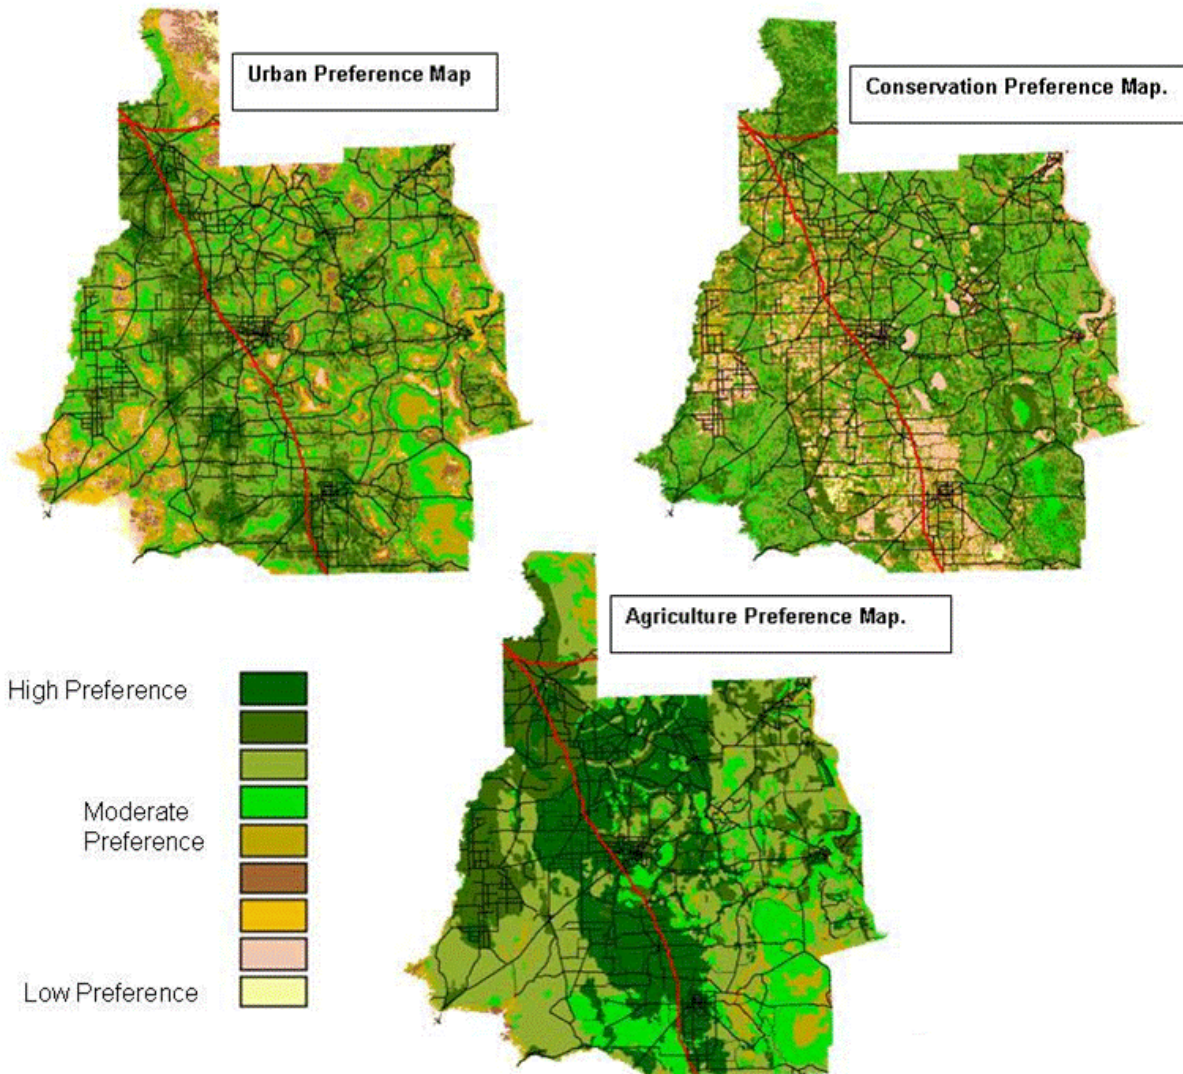 Urban Preference Map
Conservation Preference Map.
Agriculture Preference Map.
High Preference
Moderate
Preference
Low Preference